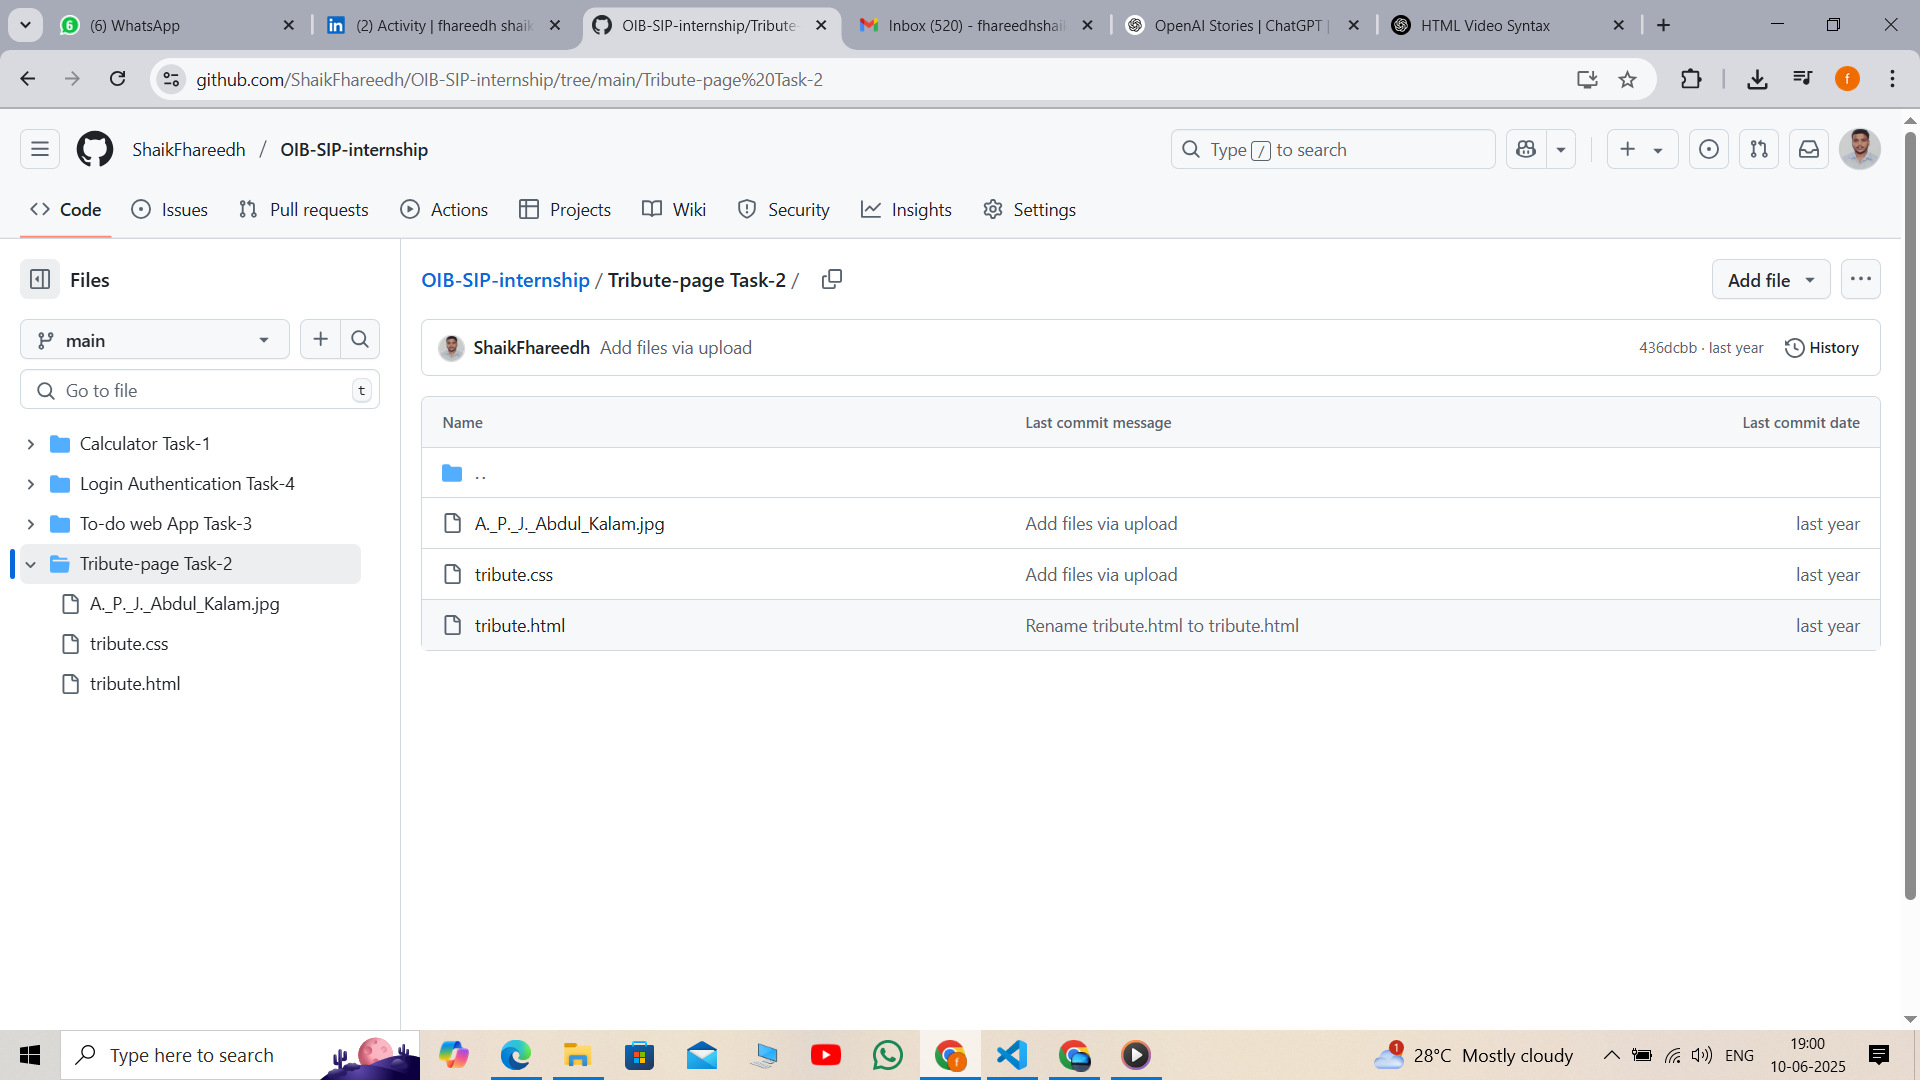 (6) WhatsApp
(2) Activity | fhareedh shaik
OIB-SIP-internship/Tribute-
Inbox (520) - fhareedhshaik
OpenAI Stories | ChatGPT |
HTML Video Syntax
github.com/ShaikFhareedh/OIB-SIP-internship/tree/main/Tribute-page%20Task-2
f
ShaikFhareedh / OIB-SIP-internship
Type / to search
Code
Issues
Pull requests
Actions
Projects
Wiki
Security
Insights
Settings
Files
main
Go to file
t
Calculator Task-1
Login Authentication Task-4
To-do web App Task-3
Tribute-page Task-2
A._P._J._Abdul_Kalam.jpg
tribute.css
tribute.html
OIB-SIP-internship / Tribute-page Task-2 /
Add file
ShaikFhareedh Add files via upload
436dcbb · last year
History
Name Last commit message Last commit date
..
A._P._J._Abdul_Kalam.jpg Add files via upload last year
tribute.css Add files via upload last year
tribute.html Rename tribute.html to tribute.html last year
Type here to search
f
1
28°C Mostly cloudy
ENG
19:00
10-06-2025